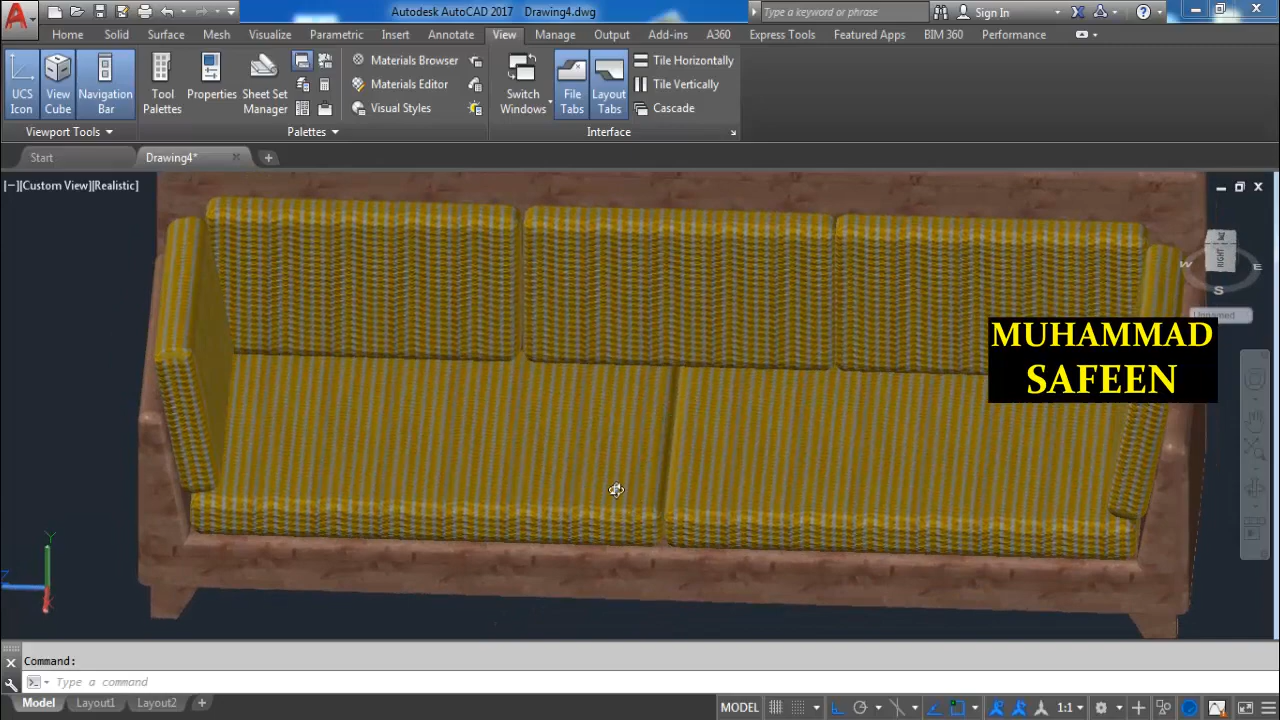 Autodesk AutoCAD 2017 Drawing4.dwg
Type a keyword or phrase
Sign In
Home Solid Surface Mesh Visualize Parametric Insert Annotate View Manage Output Add-ins A360 Express Tools Featured Apps BIM 360 Performance
UCS
Icon
View
Cube
Navigation
Bar
Tool
Palettes
Properties
Sheet Set
Manager
Materials Browser
Materials Editor
Visual Styles
Switch
Windows
File
Tabs
Layout
Tabs
Tile Horizontally
Tile Vertically
Cascade
Viewport Tools
Palettes
Interface
Start
Drawing4*
[−][Custom View][Realistic]
RIGHT
W
E
S
Unnamed
MUHAMMAD
SAFEEN
Y
Command:
Type a command
Model Layout1 Layout2
MODEL
1:1